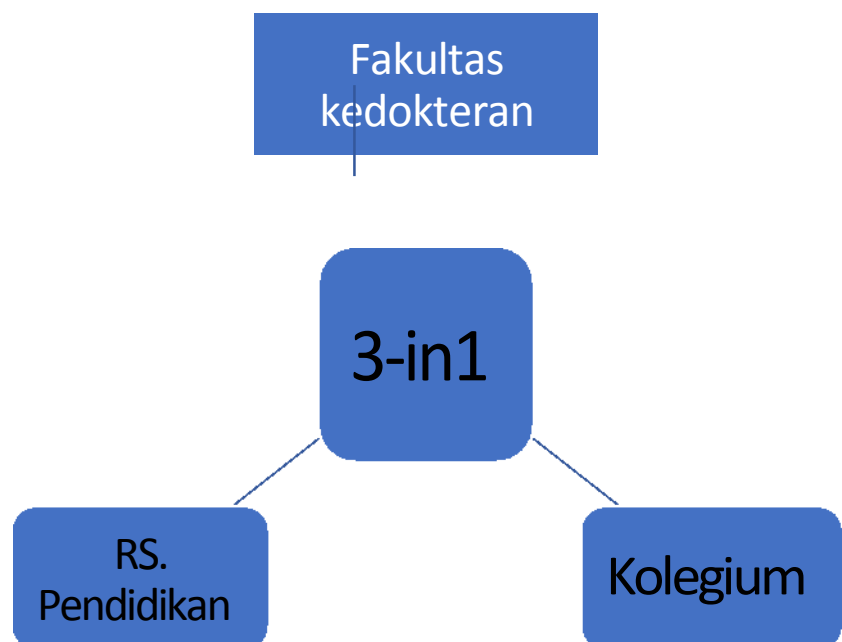 Fakultas
kedokteran
3-in1
RS.
Pendidikan
Kolegium